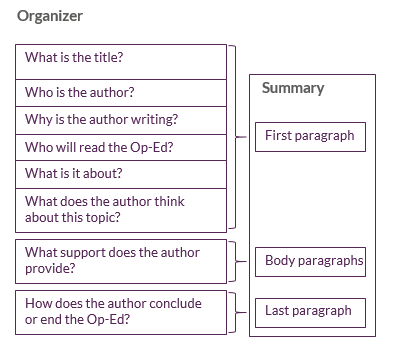 Organizer
What is the title?
Who is the author?
Why is the author writing?
Who will read the Op-Ed?
What is it about?
What does the author think
about this topic?
What support does the author
provide?
How does the author conclude
or end the Op-Ed?
Summary
First paragraph
Body paragraphs
Last paragraph